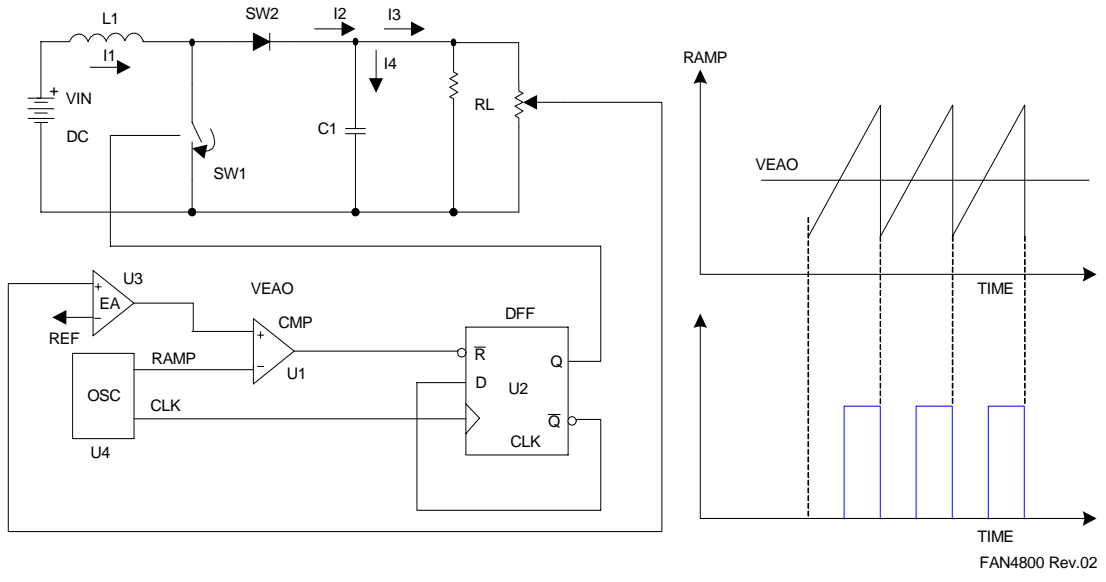 L1
SW2
I2
I3
I1
I4
+
VIN
DC
SW1
C1
RL
U3
+
EA
−
REF
VEAO
CMP
+
−
U1
RAMP
OSC
CLK
U4
DFF
R
Q
D
U2
Q
CLK
RAMP
VEAO
TIME
TIME
FAN4800 Rev.02